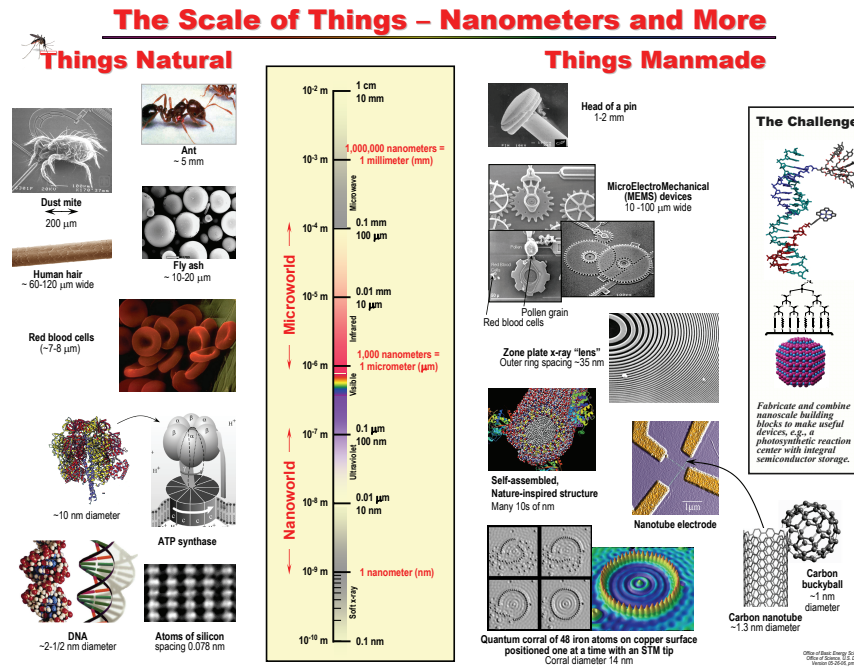 The Scale of Things – Nanometers and More
Things Natural
Things Manmade
Ant
~ 5 mm
Dust mite
200 µm
Fly ash
~ 10-20 µm
Human hair
~ 60-120 µm wide
Red blood cells
(~7-8 µm)
~10 nm diameter
H+
H+
ATP synthase
DNA
~2-1/2 nm diameter
Atoms of silicon
spacing 0.078 nm
10-2 m
1 cm
10 mm
1,000,000 nanometers =
1 millimeter (mm)
10-3 m
Microwave
10-4 m
0.1 mm
100 µm
Microworld
10-5 m
0.01 mm
10 µm
Infrared
1,000 nanometers =
1 micrometer (µm)
10-6 m
Visible
10-7 m
0.1 µm
100 nm
Nanoworld
Ultraviolet
10-8 m
0.01 µm
10 nm
10-9 m
1 nanometer (nm)
Soft x-ray
10-10 m
0.1 nm
Head of a pin
1-2 mm
MicroElectroMechanical
(MEMS) devices
10 -100 µm wide
Pollen grain
Red blood cells
Zone plate x-ray “lens”
Outer ring spacing ~35 nm
Self-assembled,
Nature-inspired structure
Many 10s of nm
1µm
Nanotube electrode
Quantum corral of 48 iron atoms on copper surface
positioned one at a time with an STM tip
Corral diameter 14 nm
Carbon nanotube
~1.3 nm diameter
Carbon
buckyball
~1 nm
diameter
The Challenge
Fabricate and combine
nanoscale building
blocks to make useful
devices, e.g., a
photosynthetic reaction
center with integral
semiconductor storage.
Office of Basic Energy Scie
Office of Science, U.S. D
Version 05-26-06, pm